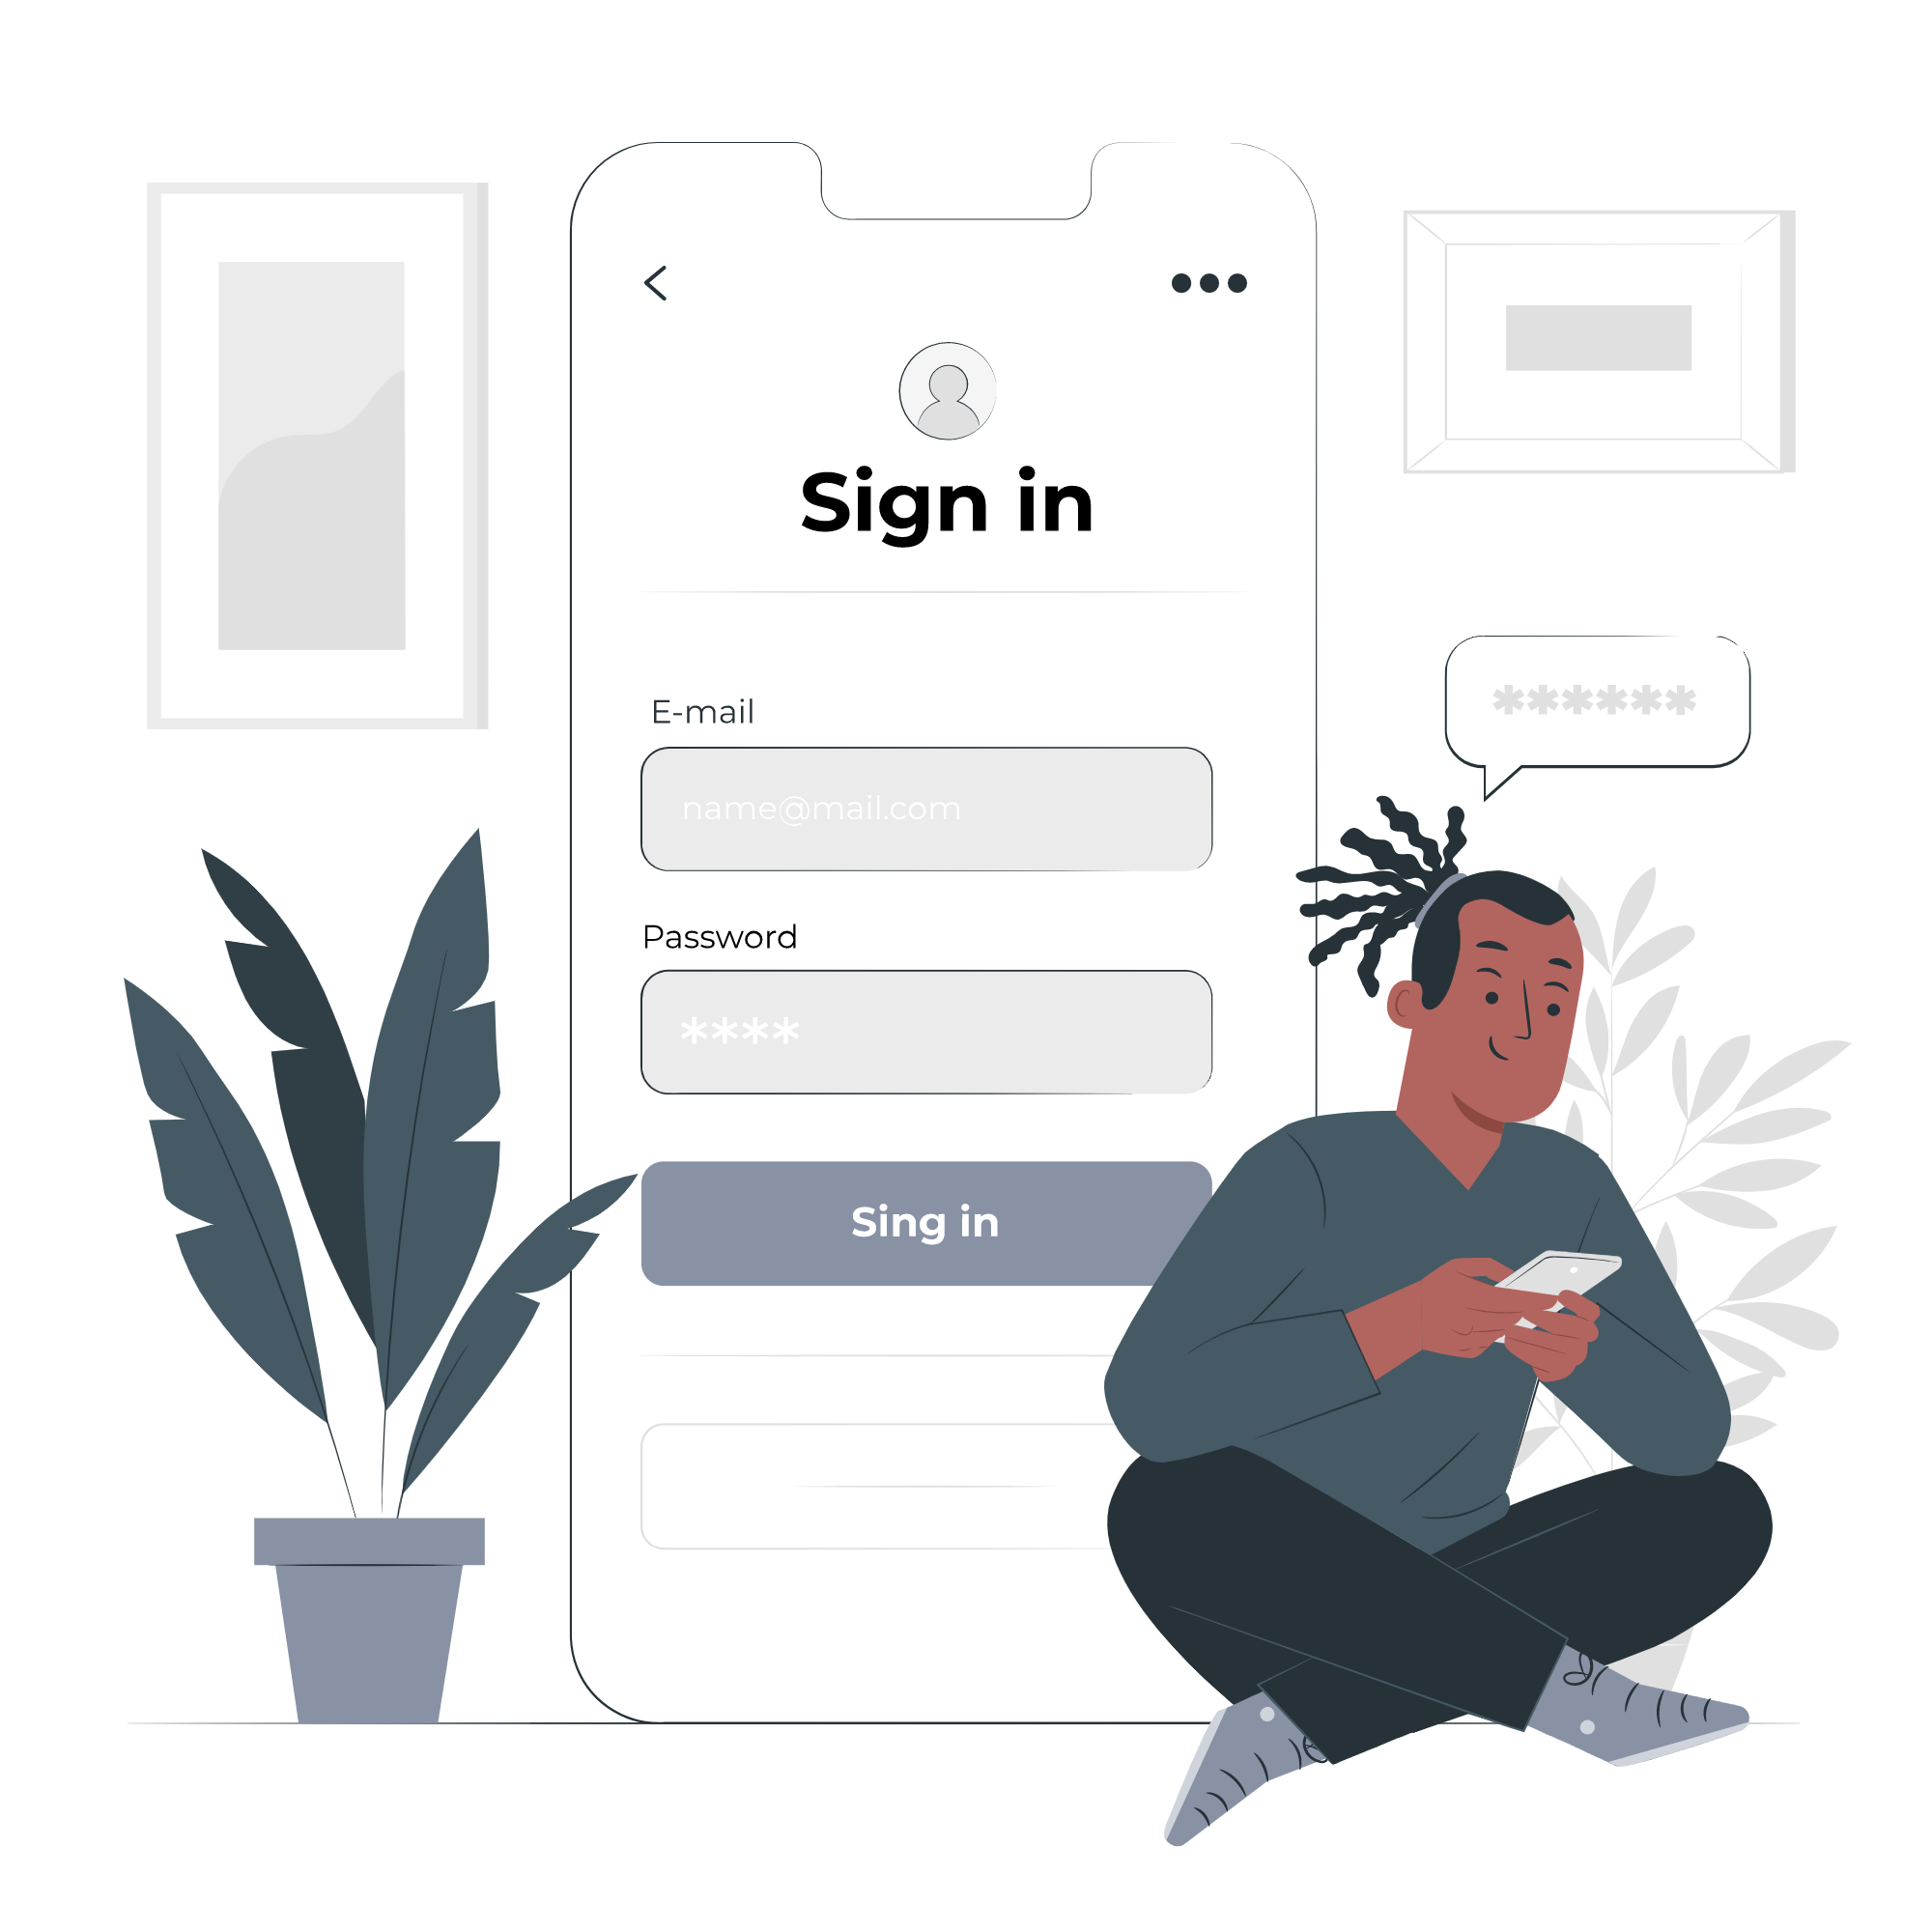 Sign in
E-mail
name@mail.com
Password
****
Sing in
******